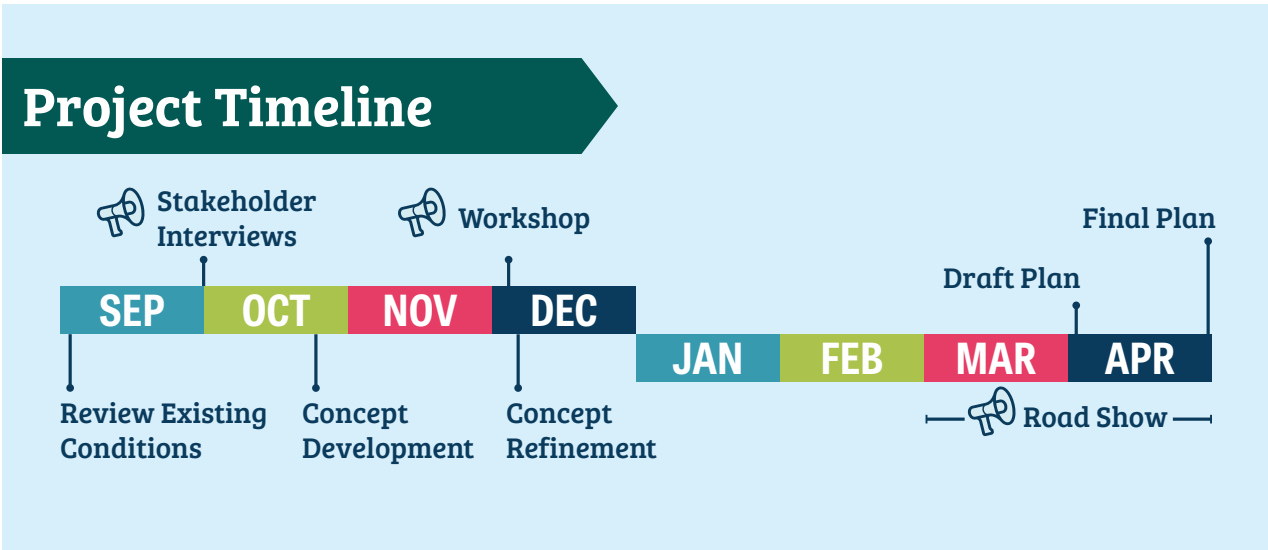 Project Timeline
Stakeholder
Interviews
Workshop
Final Plan
Draft Plan
SEP
OCT
NOV
DEC
JAN
FEB
MAR
APR
Review Existing
Conditions
Concept
Development
Concept
Refinement
Road Show